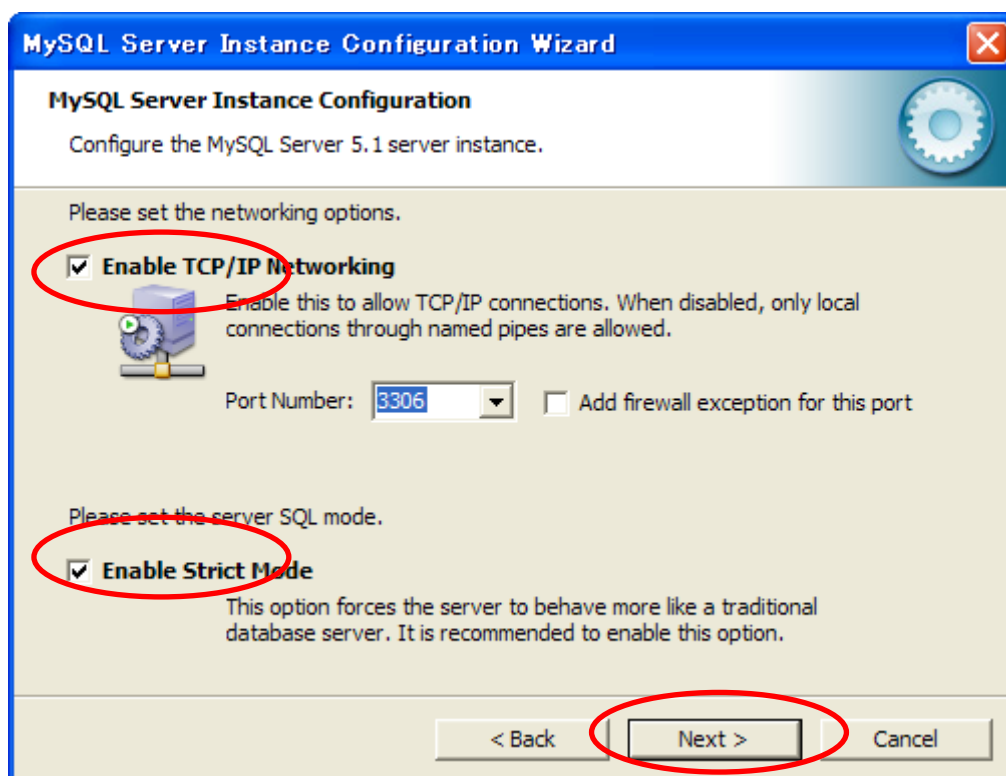 MySQL Server Instance Configuration Wizard
MySQL Server Instance Configuration
Configure the MySQL Server 5.1 server instance.
Please set the networking options.
Enable TCP/IP Networking
Enable this to allow TCP/IP connections. When disabled, only local
connections through named pipes are allowed.
Port Number: 3306 Add firewall exception for this port
Please set the server SQL mode.
Enable Strict Mode
This option forces the server to behave more like a traditional
database server. It is recommended to enable this option.
< Back Next > Cancel